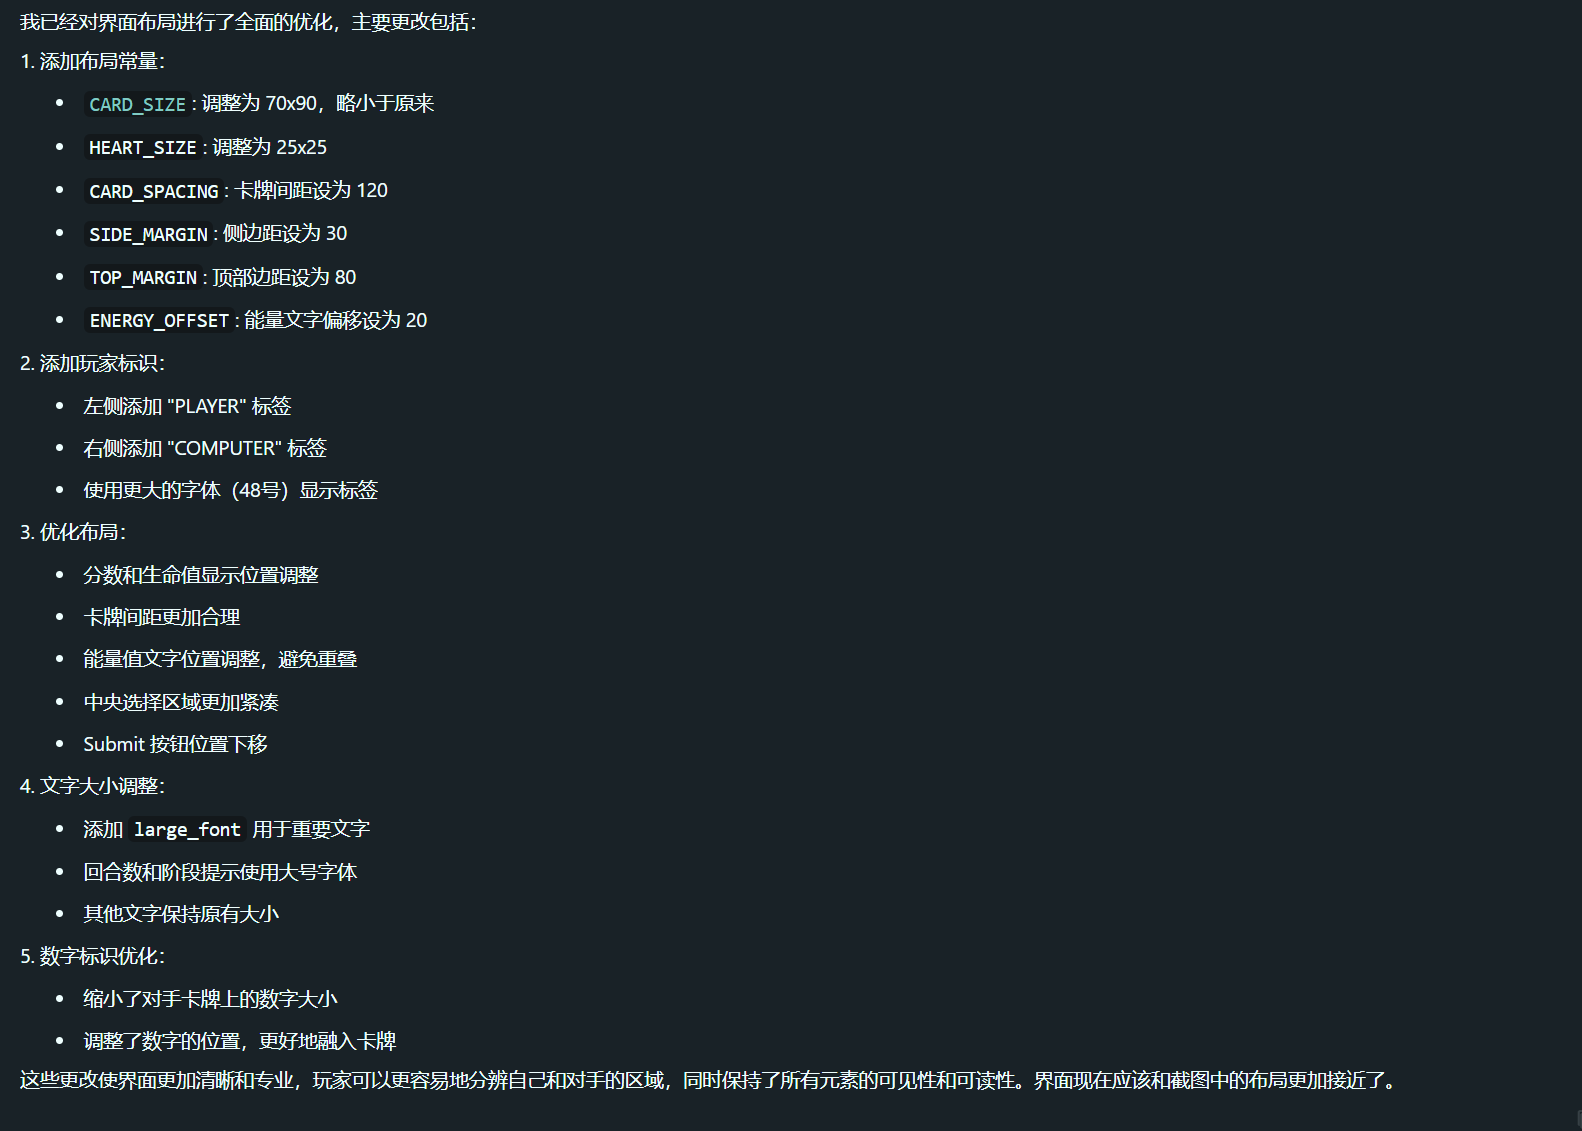 我已经对界面布局进行了全面的优化，主要更改包括：
1. 添加布局常量：
• CARD_SIZE : 调整为 70x90，略小于原来
• HEART_SIZE : 调整为 25x25
• CARD_SPACING : 卡牌间距设为 120
• SIDE_MARGIN : 侧边距设为 30
• TOP_MARGIN : 顶部边距设为 80
• ENERGY_OFFSET : 能量文字偏移设为 20
2. 添加玩家标识：
• 左侧添加 "PLAYER" 标签
• 右侧添加 "COMPUTER" 标签
• 使用更大的字体（48号）显示标签
3. 优化布局：
• 分数和生命值显示位置调整
• 卡牌间距更加合理
• 能量值文字位置调整，避免重叠
• 中央选择区域更加紧凑
• Submit 按钮位置下移
4. 文字大小调整：
• 添加 large_font 用于重要文字
• 回合数和阶段提示使用大号字体
• 其他文字保持原有大小
5. 数字标识优化：
• 缩小了对手卡牌上的数字大小
• 调整了数字的位置，更好地融入卡牌
这些更改使界面更加清晰和专业，玩家可以更容易地分辨自己和对手的区域，同时保持了所有元素的可见性和可读性。界面现在应该和截图中的布局更加接近了。